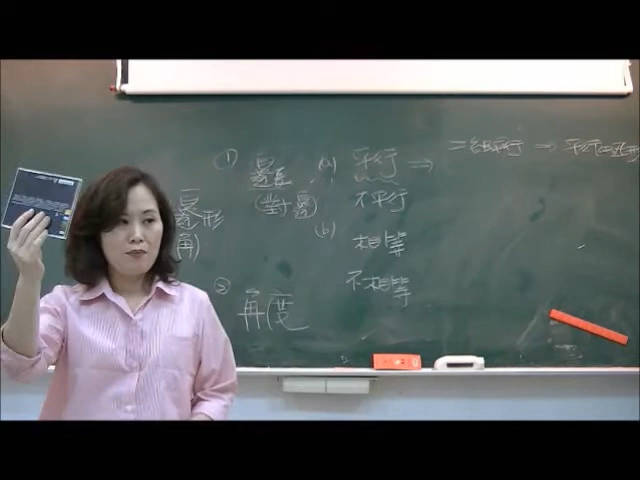 邊形
(角)
① 邊長 (a) 平行 ⇒ 二組平行 ⇒ 平行四邊形
(對邊) 不平行
(b) 相等
不相等
② 角度